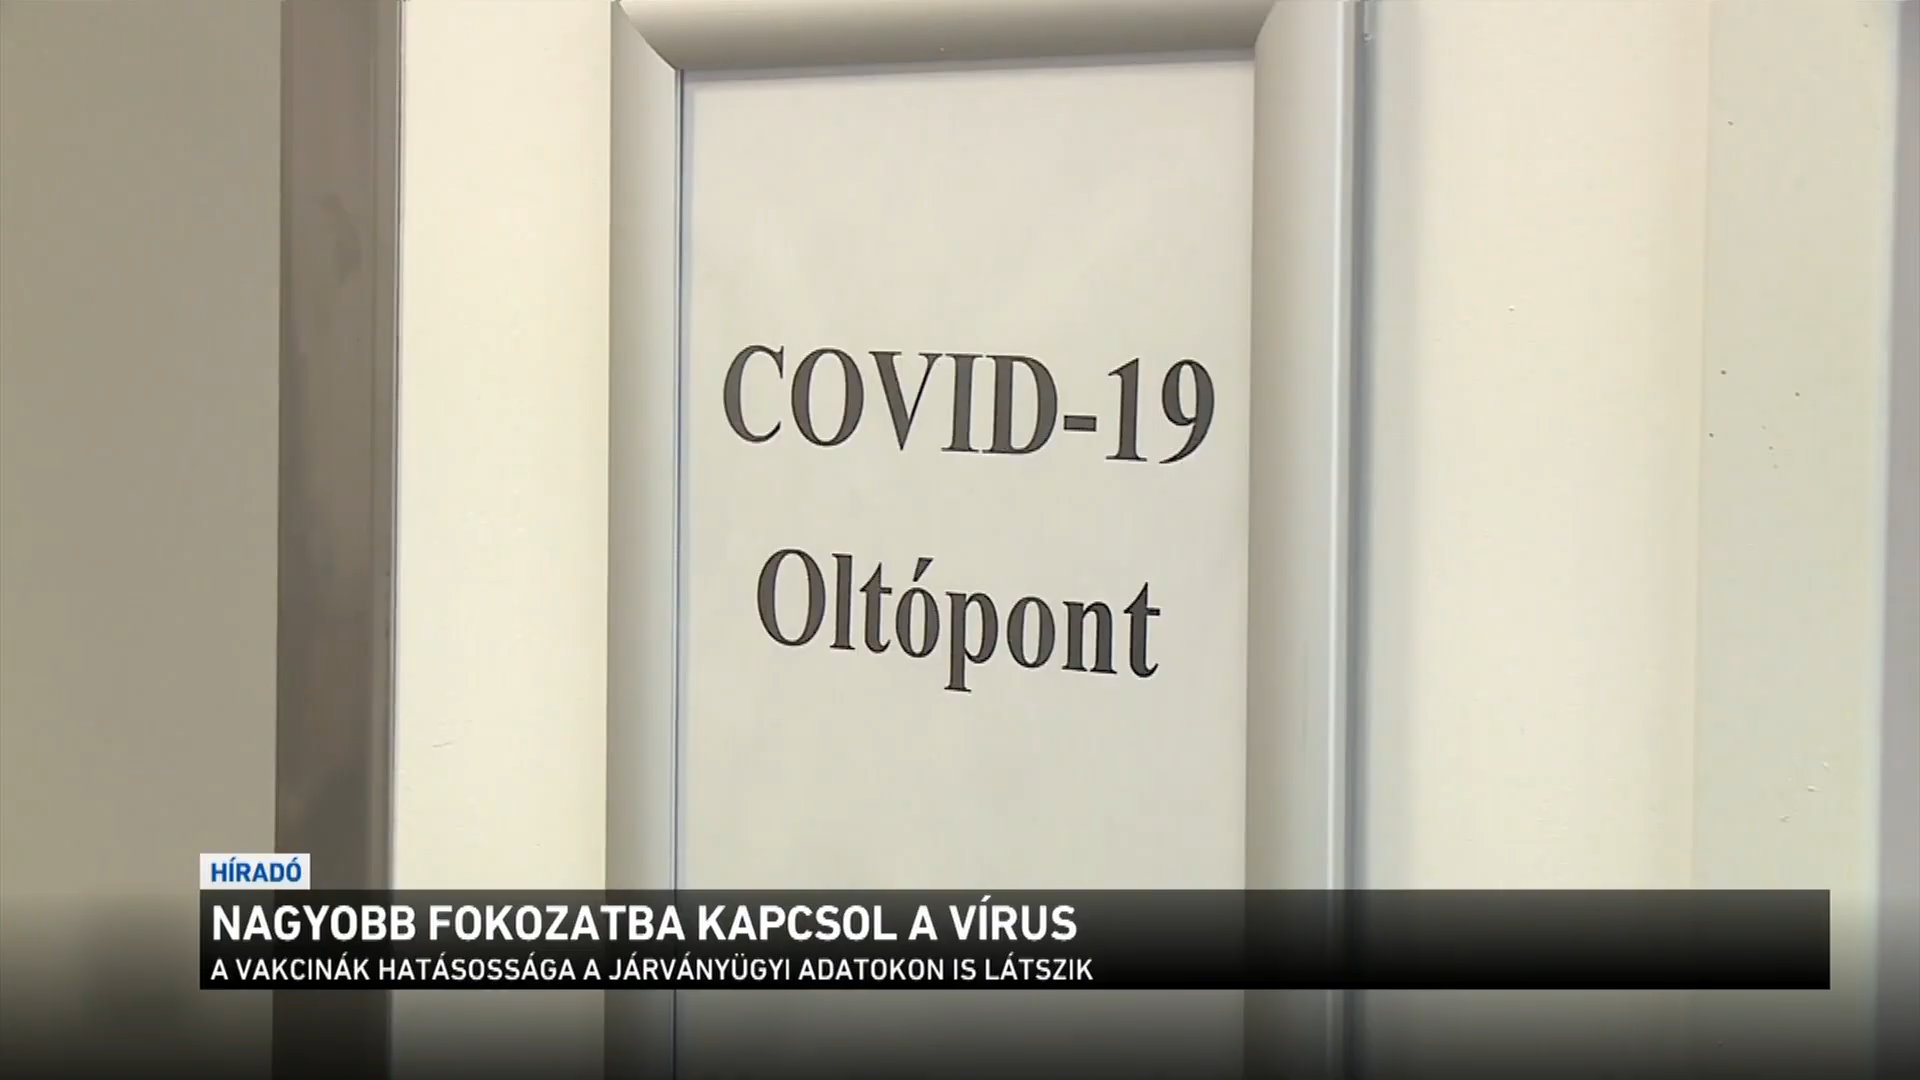 COVID-19
Oltópont
HÍRADÓ
NAGYOBB FOKOZATBA KAPCSOL A VÍRUS
A VAKCINÁK HATÁSOSSÁGA A JÁRVÁNYÜGYI ADATOKON IS LÁTSZIK